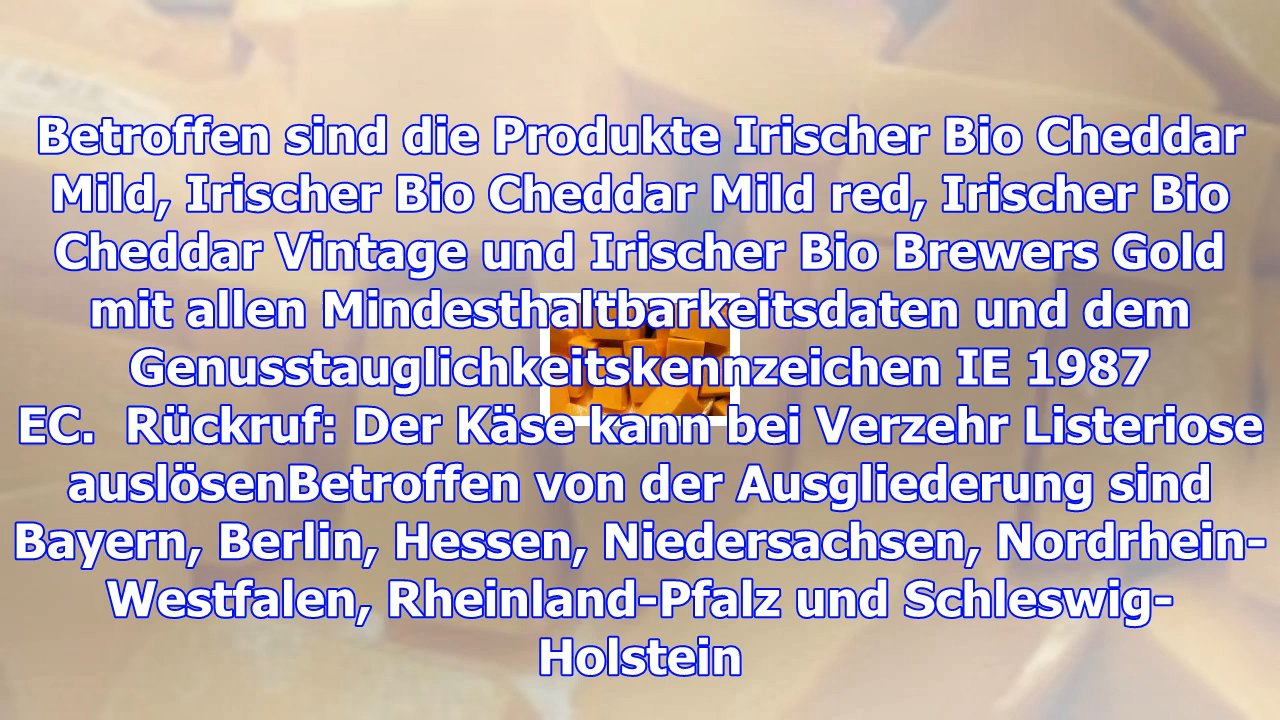 Betroffen sind die Produkte Irischer Bio Cheddar
Mild, Irischer Bio Cheddar Mild red, Irischer Bio
Cheddar Vintage und Irischer Bio Brewers Gold
mit allen Mindesthaltbarkeitsdaten und dem
Genusstauglichkeitskennzeichen IE 1987
EC.  Rückruf: Der Käse kann bei Verzehr Listeriose
auslösenBetroffen von der Ausgliederung sind
Bayern, Berlin, Hessen, Niedersachsen, Nordrhein-
Westfalen, Rheinland-Pfalz und Schleswig-
Holstein